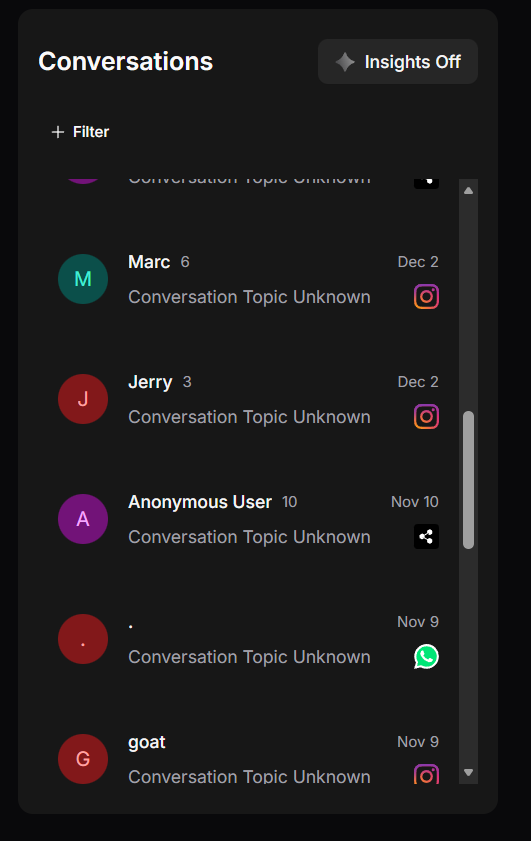 Conversations
Insights Off
+ Filter
Conversation Topic Unknown
M
Marc 6
Dec 2
Conversation Topic Unknown
J
Jerry 3
Dec 2
Conversation Topic Unknown
A
Anonymous User 10
Nov 10
Conversation Topic Unknown
.
.
Nov 9
Conversation Topic Unknown
G
goat
Nov 9
Conversation Topic Unknown